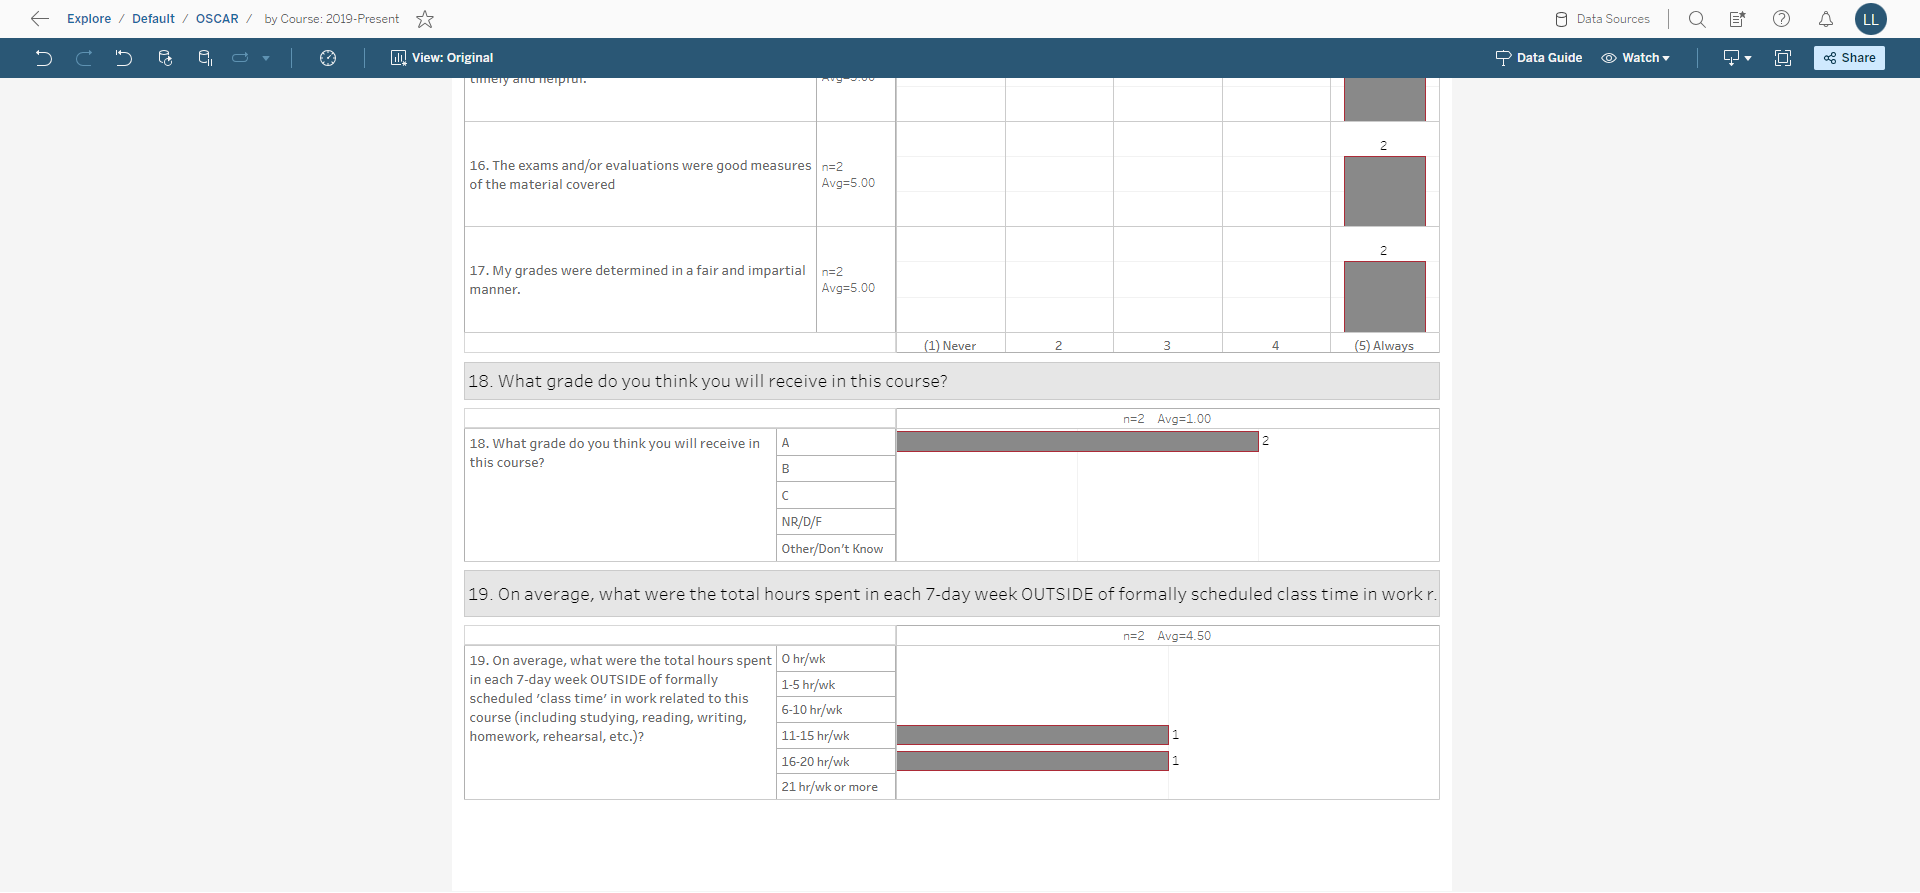 Explore / Default / OSCAR / by Course: 2019-Present
Data Sources
LL
View: Original
Data Guide
Watch
Share
timely and helpful.
Avg=5.00
2
16. The exams and/or evaluations were good measures
of the material covered
n=2
Avg=5.00
2
17. My grades were determined in a fair and impartial
manner.
n=2
Avg=5.00
(1) Never
2
3
4
(5) Always
18. What grade do you think you will receive in this course?
n=2 Avg=1.00
18. What grade do you think you will receive in
this course?
A
2
B
C
NR/D/F
Other/Don't Know
19. On average, what were the total hours spent in each 7-day week OUTSIDE of formally scheduled class time in work r.
n=2 Avg=4.50
19. On average, what were the total hours spent
in each 7-day week OUTSIDE of formally
scheduled 'class time' in work related to this
course (including studying, reading, writing,
homework, rehearsal, etc.)?
0 hr/wk
1-5 hr/wk
6-10 hr/wk
11-15 hr/wk
1
16-20 hr/wk
1
21 hr/wk or more